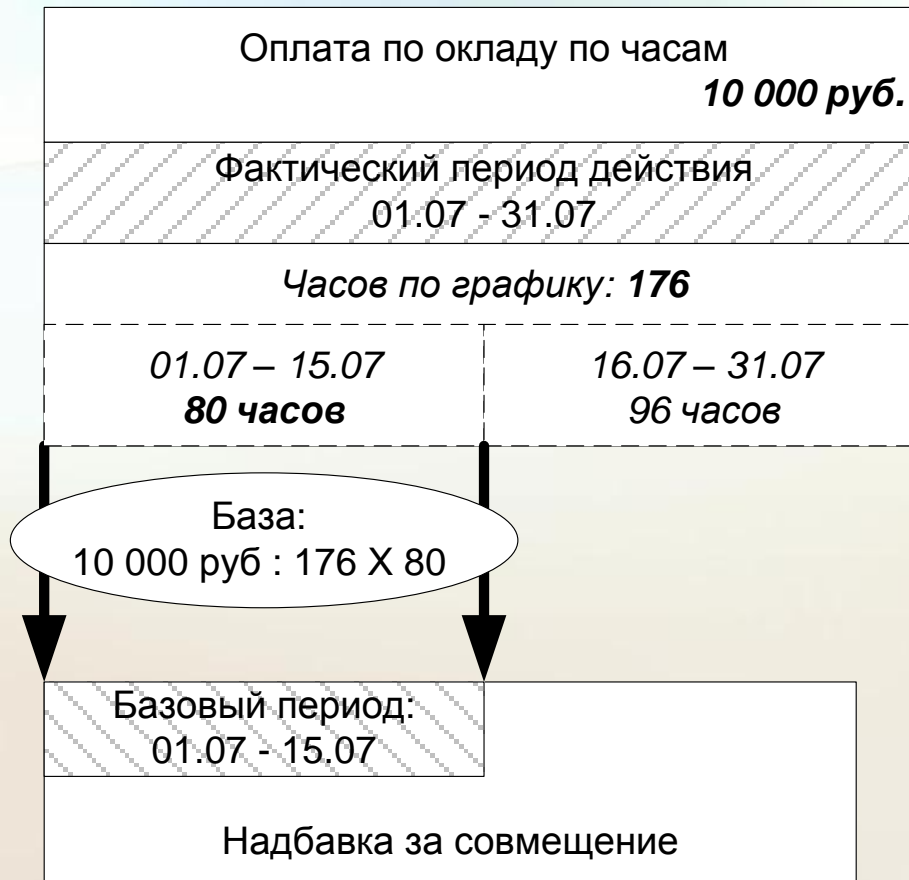 Оплата по окладу по часам
10 000 руб.
Фактический период действия
01.07 - 31.07
Часов по графику: 176
01.07 – 15.07
80 часов
16.07 – 31.07
96 часов
База:
10 000 руб : 176 Х 80
Базовый период:
01.07 - 15.07
Надбавка за совмещение